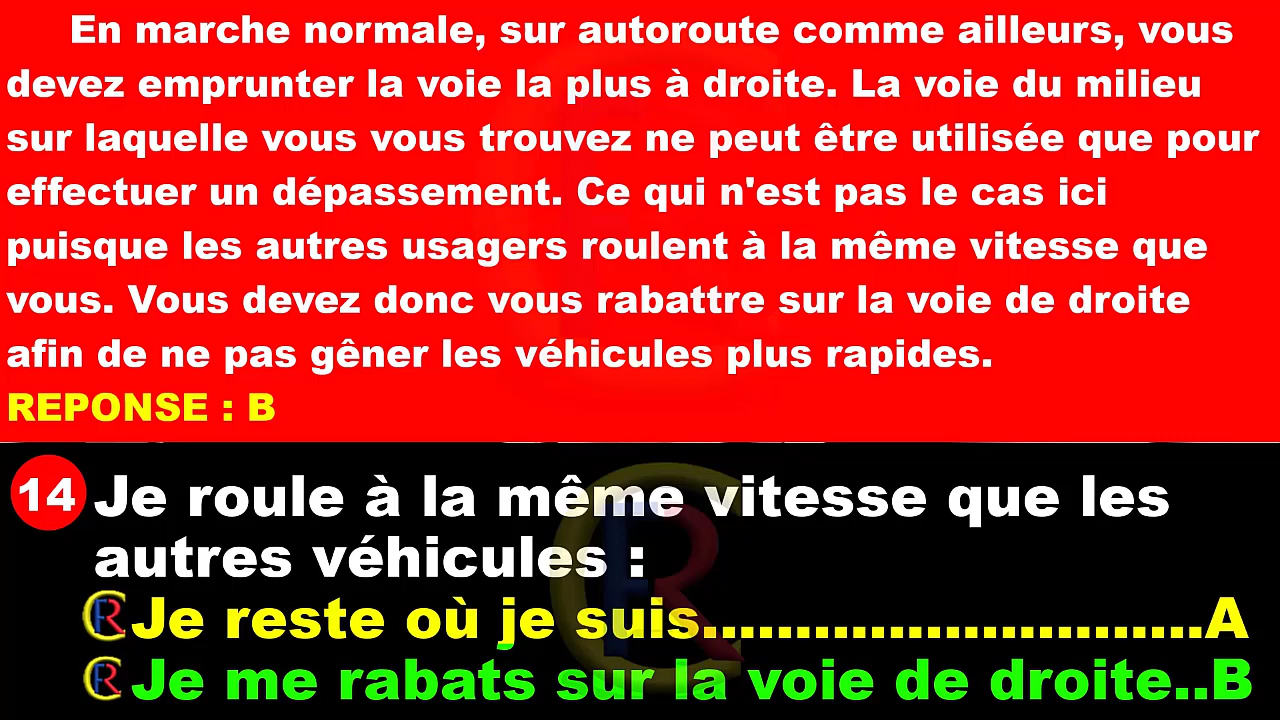 En marche normale, sur autoroute comme ailleurs, vous
devez emprunter la voie la plus à droite. La voie du milieu
sur laquelle vous vous trouvez ne peut être utilisée que pour
effectuer un dépassement. Ce qui n'est pas le cas ici
puisque les autres usagers roulent à la même vitesse que
vous. Vous devez donc vous rabattre sur la voie de droite
afin de ne pas gêner les véhicules plus rapides.
REPONSE : B
14 Je roule à la même vitesse que les
autres véhicules :
Je reste où je suis...........................A
Je me rabats sur la voie de droite..B